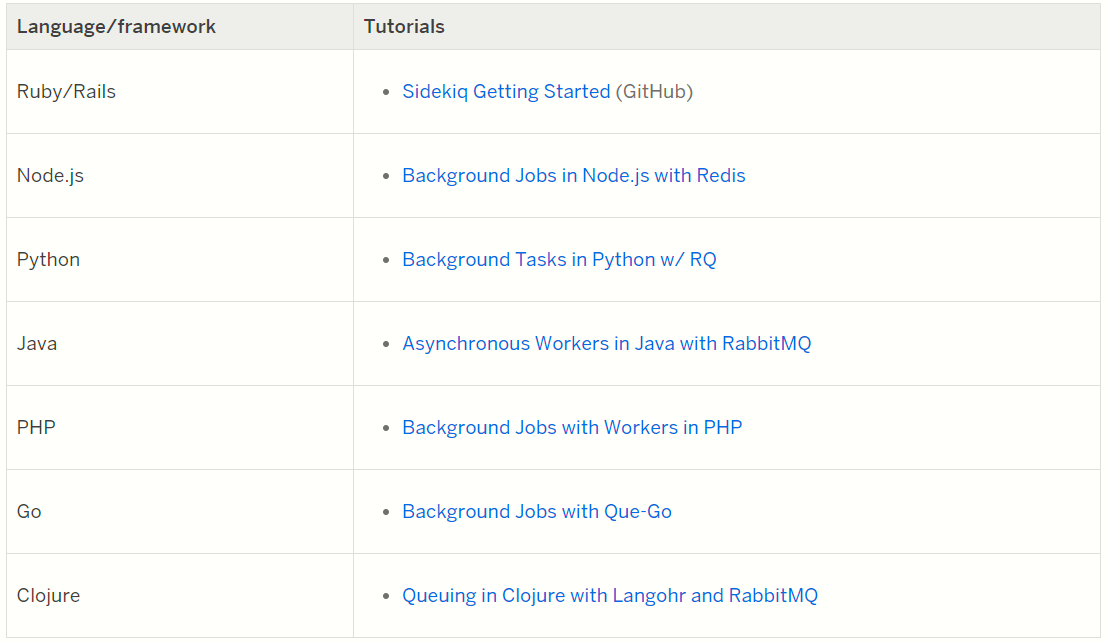 Language/framework Tutorials
Ruby/Rails • Sidekiq Getting Started (GitHub)
Node.js • Background Jobs in Node.js with Redis
Python • Background Tasks in Python w/ RQ
Java • Asynchronous Workers in Java with RabbitMQ
PHP • Background Jobs with Workers in PHP
Go • Background Jobs with Que-Go
Clojure • Queuing in Clojure with Langohr and RabbitMQ